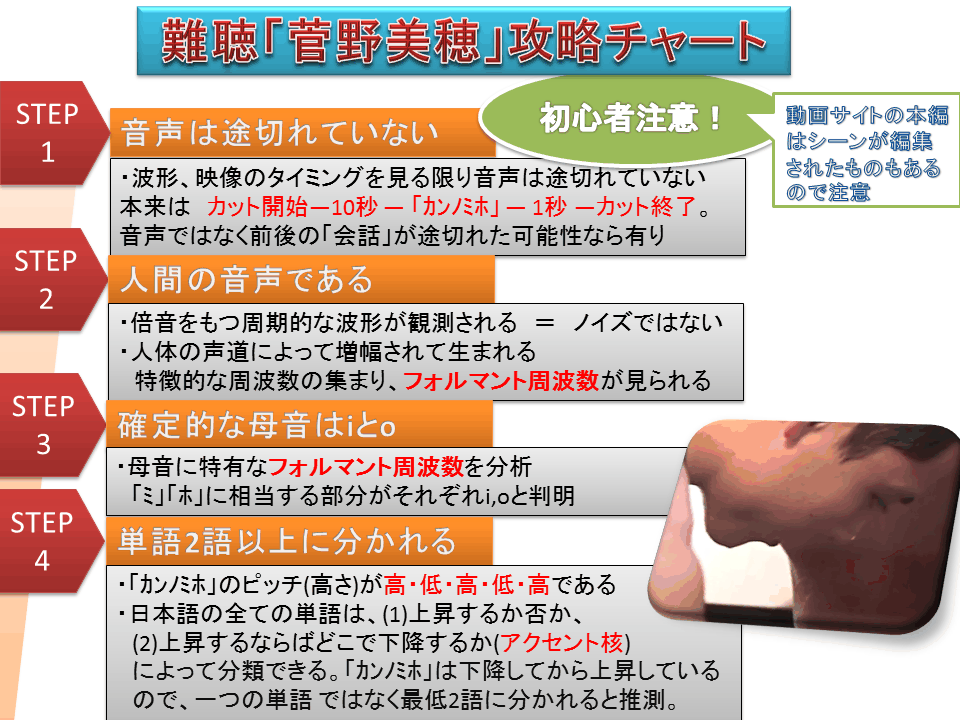 難聴「菅野美穂」攻略チャート
初心者注意！
動画サイトの本編
はシーンが編集
されたものもある
ので注意
STEP
1
音声は途切れていない
・波形、映像のタイミングを見る限り音声は途切れていない
本来は　カット開始ー10秒 ー 「ｶﾝﾉﾐﾎ」 ー 1秒 ーカット終了。
音声ではなく前後の「会話」が途切れた可能性なら有り
STEP
2
人間の音声である
・倍音をもつ周期的な波形が観測される　＝　ノイズではない
・人体の声道によって増幅されて生まれる
特徴的な周波数の集まり、フォルマント周波数が見られる
STEP
3
確定的な母音はiとo
・母音に特有なフォルマント周波数を分析
「ミ」「ホ」に相当する部分がそれぞれi,oと判明
STEP
4
単語2語以上に分かれる
・「ｶﾝﾉﾐﾎ」のピッチ(高さ)が高・低・高・低・高である
・日本語の全ての単語は、(1)上昇するか否か、
(2)上昇するならばどこで下降するか(アクセント核)
によって分類できる。「ｶﾝﾉﾐﾎ」は下降してから上昇している
ので、一つの単語 ではなく最低2語に分かれると推測。